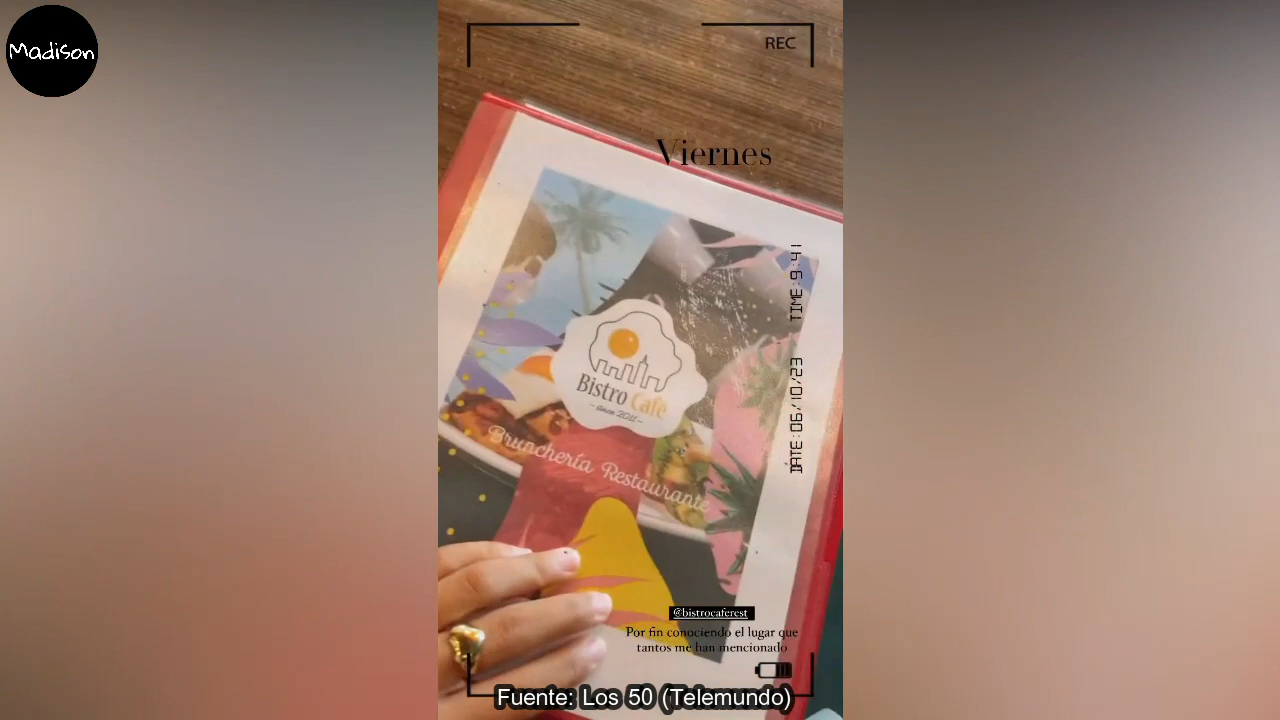 Madison
REC
Viernes
TIME:9:41
DATE:06/10/23
Bistro Café
~ since 2011 ~
Brunchería Restaurante
@bistrocaferest
Por fin conociendo el lugar que
tantos me han mencionado
Fuente: Los 50 (Telemundo)